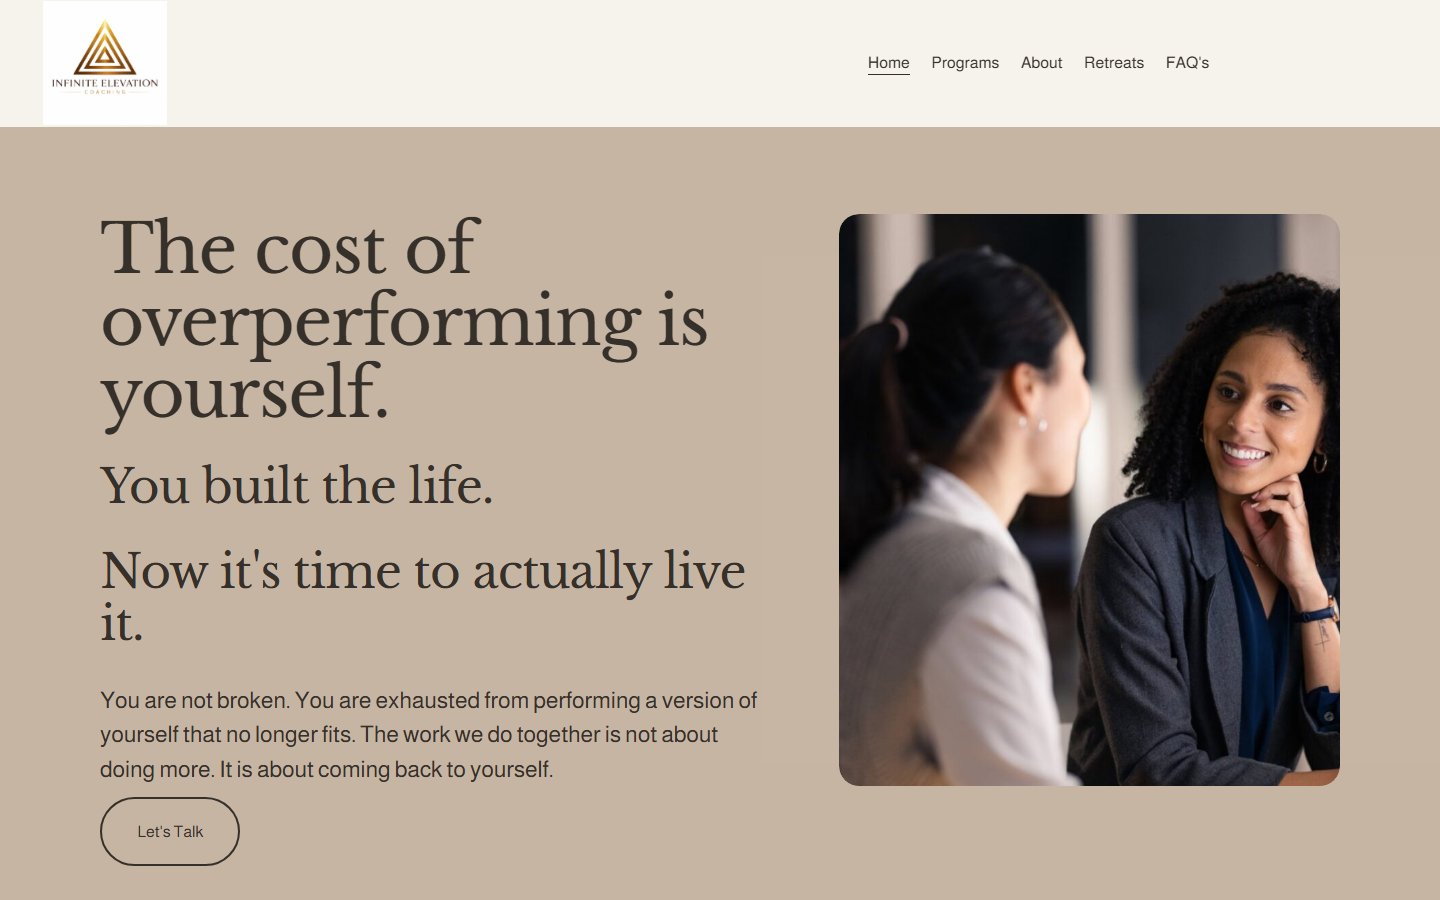 INFINITE ELEVATION
COACHING
Home Programs About Retreats FAQ's
The cost of
overperforming is
yourself.
You built the life.
Now it's time to actually live
it.
You are not broken. You are exhausted from performing a version of
yourself that no longer fits. The work we do together is not about
doing more. It is about coming back to yourself.
Let's Talk